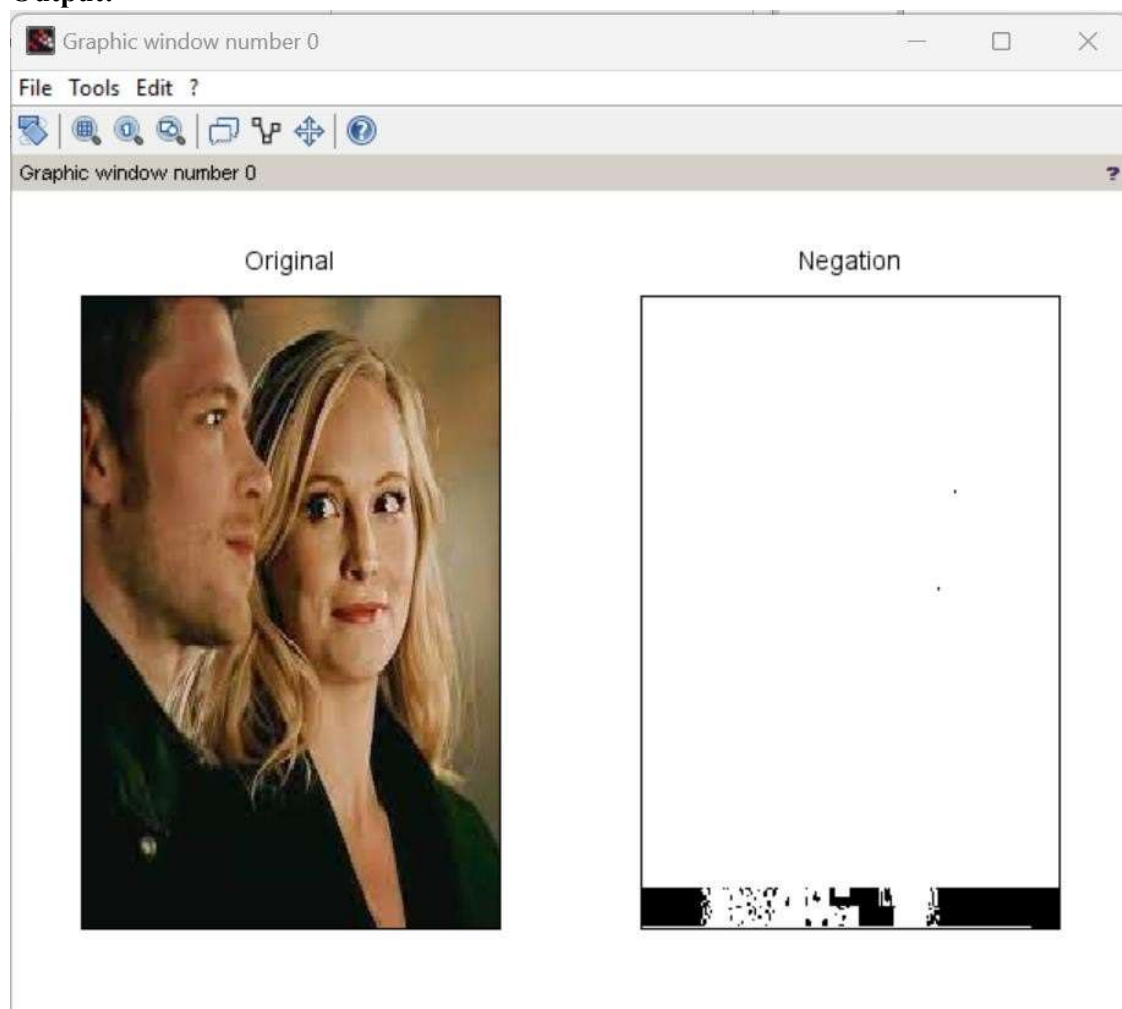 Output:
Graphic window number 0
File Tools Edit ?
Graphic window number 0
?
Original
Negation